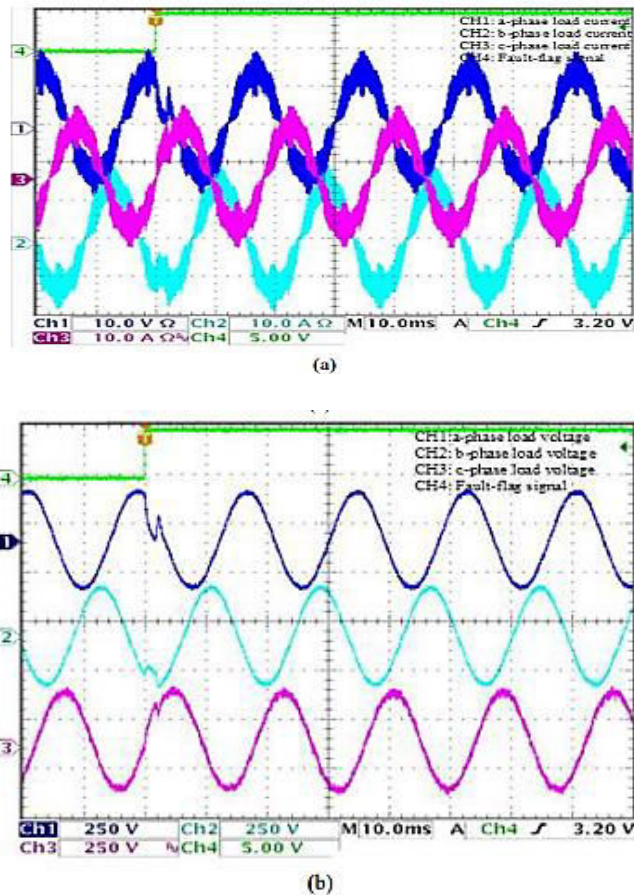 CH1: a-phase load current
CH2: b-phase load current
CH3: c-phase load current
CH4: Fault-flag signal
4
1
3
2
Ch1 10.0 V Ω Ch2 10.0 A Ω M 10.0ms A Ch4 3.20 V
Ch3 10.0 A Ω Ch4 5.00 V
(a)
CH1: a-phase load voltage
CH2: b-phase load voltage
CH3: c-phase load voltage
CH4: Fault-flag signal
4
1
2
3
Ch1 250 V Ch2 250 V M 10.0ms A Ch4 3.20 V
Ch3 250 V Ch4 5.00 V
(b)